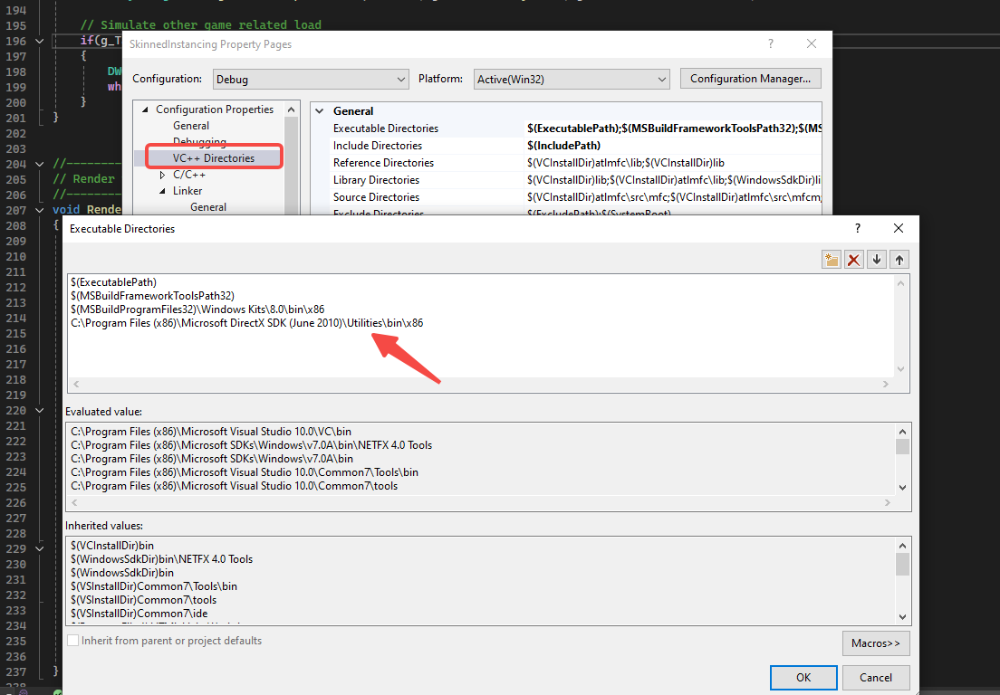 194
195 // Simulate other game related load
196 if(g_T
SkinnedInstancing Property Pages
?
197 {
198 DW
199 wh
200 }
201 }
202
203
204 //---------
205 // Render
206 //---------
207 void Rende
208 {
Configuration: Debug Platform: Active(Win32) Configuration Manager...
Configuration Properties
General
Debugging
VC++ Directories
C/C++
Linker
General
General
Executable Directories $(ExecutablePath);$(MSBuildFrameworkToolsPath32);$(MS
Include Directories $(IncludePath)
Reference Directories $(VCInstallDir)atlmfc\lib;$(VCInstallDir)lib
Library Directories $(VCInstallDir)lib;$(VCInstallDir)atlmfc\lib;$(WindowsSdkDir)li
Source Directories $(VCInstallDir)atlmfc\src\mfc;$(VCInstallDir)atlmfc\src\mfcm;
Exclude Directories $(ExcludePath);$(SystemRoot)
209
210
211
212
213
214
215
216
217
218
219
220
221
222
223
224
225
226
227
228
229
230
231
232
233
234
235
236
237 }
238
Executable Directories
?
$(ExecutablePath)
$(MSBuildFrameworkToolsPath32)
$(MSBuildProgramFiles32)\Windows Kits\8.0\bin\x86
C:\Program Files (x86)\Microsoft DirectX SDK (June 2010)\Utilities\bin\x86
Evaluated value:
C:\Program Files (x86)\Microsoft Visual Studio 10.0\VC\bin
C:\Program Files (x86)\Microsoft SDKs\Windows\v7.0A\bin\NETFX 4.0 Tools
C:\Program Files (x86)\Microsoft SDKs\Windows\v7.0A\bin
C:\Program Files (x86)\Microsoft Visual Studio 10.0\Common7\Tools\bin
C:\Program Files (x86)\Microsoft Visual Studio 10.0\Common7\tools
Inherited values:
$(VCInstallDir)bin
$(WindowsSdkDir)bin\NETFX 4.0 Tools
$(WindowsSdkDir)bin
$(VSInstallDir)Common7\Tools\bin
$(VSInstallDir)Common7\tools
$(VSInstallDir)Common7\ide
Inherit from parent or project defaults
Macros>>
OK Cancel